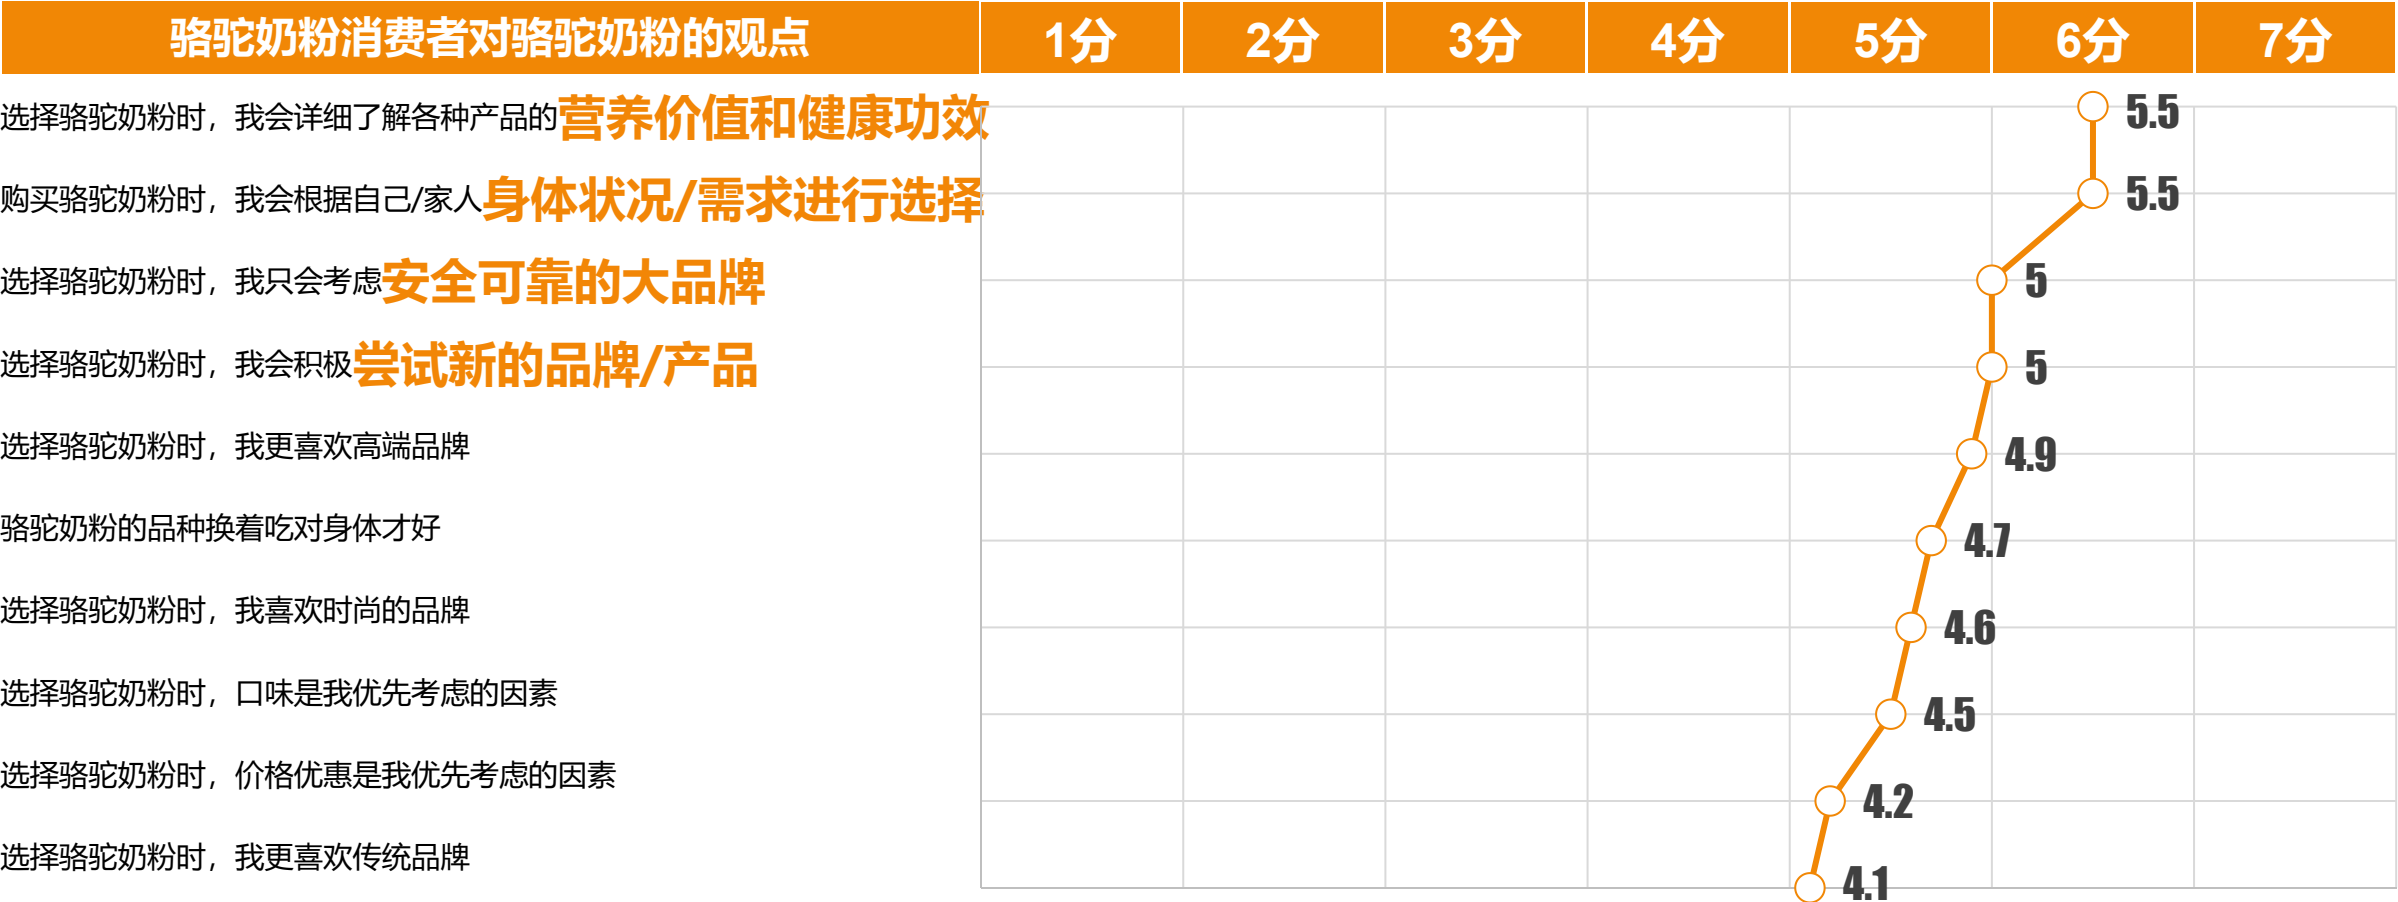 骆驼奶粉消费者对骆驼奶粉的观点 1分 2分 3分 4分 5分 6分 7分
选择骆驼奶粉时，我会详细了解各种产品的营养价值和健康功效 5.5
购买骆驼奶粉时，我会根据自己/家人身体状况/需求进行选择 5.5
选择骆驼奶粉时，我只会考虑安全可靠的大品牌 5
选择骆驼奶粉时，我会积极尝试新的品牌/产品 5
选择骆驼奶粉时，我更喜欢高端品牌 4.9
骆驼奶粉的品种换着吃对身体才好 4.7
选择骆驼奶粉时，我喜欢时尚的品牌 4.6
选择骆驼奶粉时，口味是我优先考虑的因素 4.5
选择骆驼奶粉时，价格优惠是我优先考虑的因素 4.2
选择骆驼奶粉时，我更喜欢传统品牌 4.1